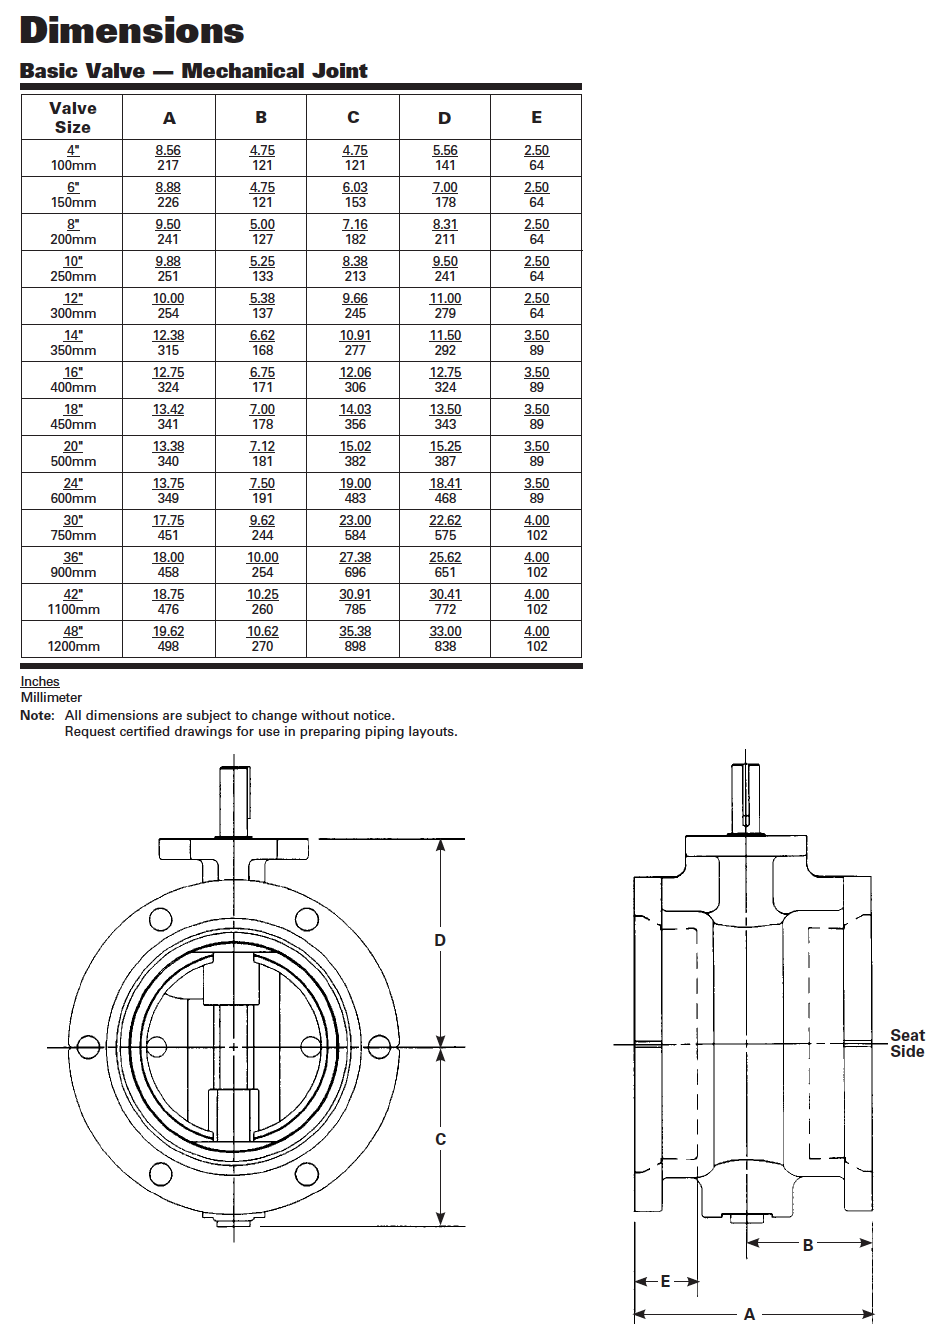 Dimensions
Basic Valve — Mechanical Joint
Valve Size A B C D E
4" 8.56 4.75 4.75 5.56 2.50
100mm 217 121 121 141 64
6" 8.88 4.75 6.03 7.00 2.50
150mm 226 121 153 178 64
8" 9.50 5.00 7.16 8.31 2.50
200mm 241 127 182 211 64
10" 9.88 5.25 8.38 9.50 2.50
250mm 251 133 213 241 64
12" 10.00 5.38 9.66 11.00 2.50
300mm 254 137 245 279 64
14" 12.38 6.62 10.91 11.50 3.50
350mm 315 168 277 292 89
16" 12.75 6.75 12.06 12.75 3.50
400mm 324 171 306 324 89
18" 13.42 7.00 14.03 13.50 3.50
450mm 341 178 356 343 89
20" 13.38 7.12 15.02 15.25 3.50
500mm 340 181 382 387 89
24" 13.75 7.50 19.00 18.41 3.50
600mm 349 191 483 468 89
30" 17.75 9.62 23.00 22.62 4.00
750mm 451 244 584 575 102
36" 18.00 10.00 27.38 25.62 4.00
900mm 458 254 696 651 102
42" 18.75 10.25 30.91 30.41 4.00
1100mm 476 260 785 772 102
48" 19.62 10.62 35.38 33.00 4.00
1200mm 498 270 898 838 102
Inches
Millimeter
Note: All dimensions are subject to change without notice.
Request certified drawings for use in preparing piping layouts.
D
C
Seat
Side
B
E
A